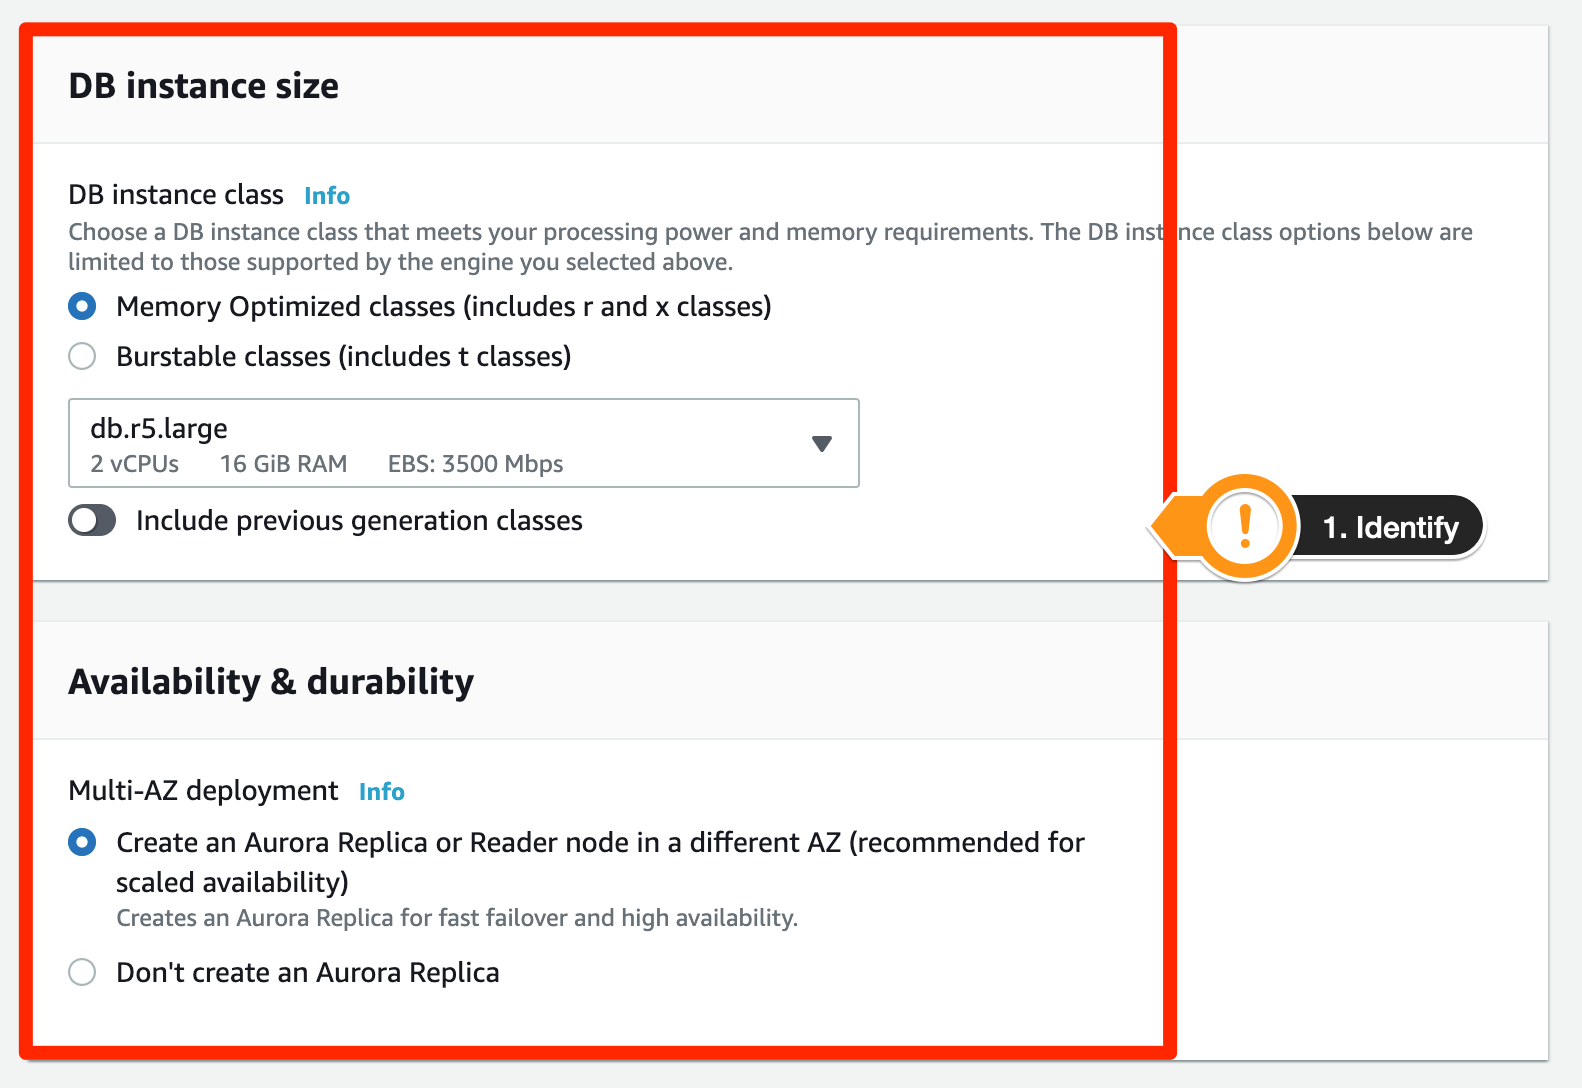 DB instance size
DB instance class Info
Choose a DB instance class that meets your processing power and memory requirements. The DB instance class options below are
limited to those supported by the engine you selected above.
Memory Optimized classes (includes r and x classes)
Burstable classes (includes t classes)
db.r5.large
2 vCPUs 16 GiB RAM EBS: 3500 Mbps
Include previous generation classes
! 1. Identify
Availability & durability
Multi-AZ deployment Info
Create an Aurora Replica or Reader node in a different AZ (recommended for
scaled availability)
Creates an Aurora Replica for fast failover and high availability.
Don't create an Aurora Replica